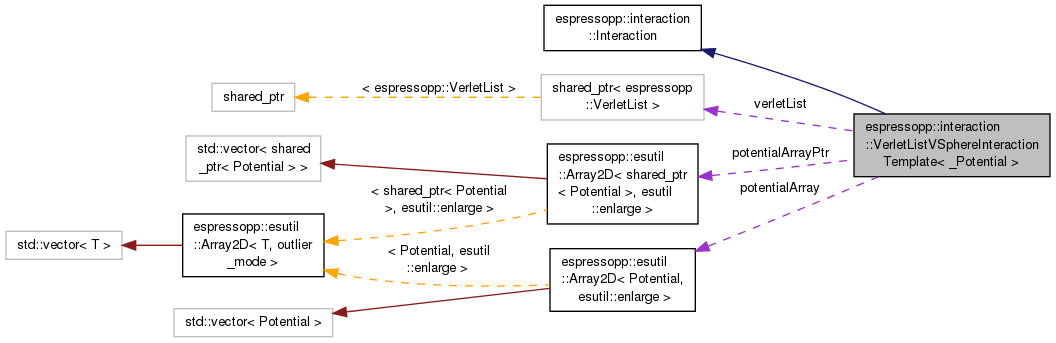 espressopp::interaction
::Interaction
< espressopp::VerletList >
shared_ptr
shared_ptr< espressopp
::VerletList >
verletList
espressopp::interaction
::VerletListVSphereInteraction
Template< _Potential >
std::vector< shared
_ptr< Potential > >
espressopp::esutil
::Array2D< shared_ptr
< Potential >, esutil
::enlarge >
potentialArrayPtr
potentialArray
< shared_ptr< Potential
>, esutil::enlarge >
std::vector< T >
espressopp::esutil
::Array2D< T, outlier
_mode >
< Potential, esutil
::enlarge >
espressopp::esutil
::Array2D< Potential,
esutil::enlarge >
std::vector< Potential >